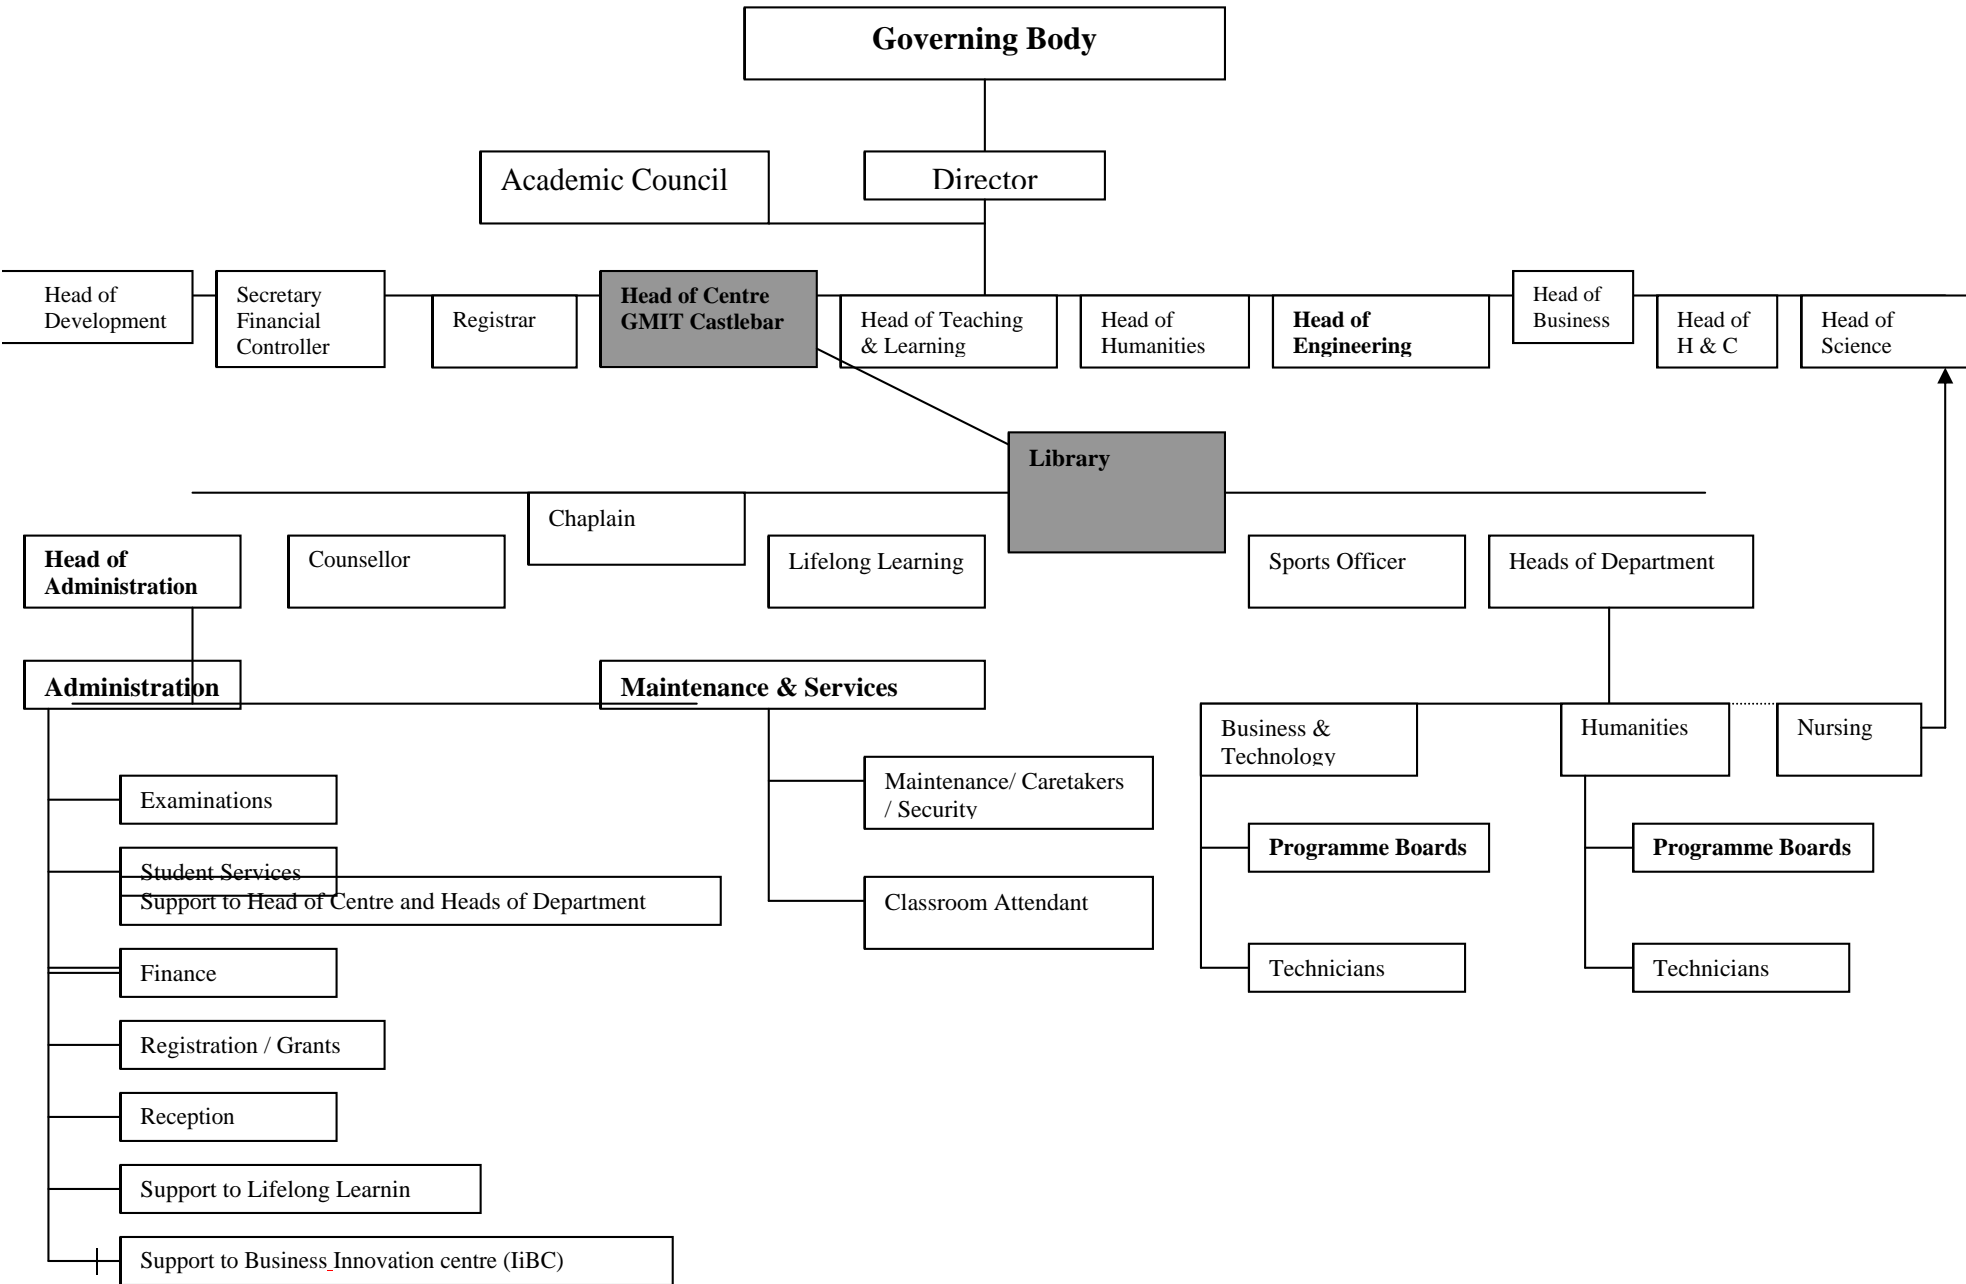 Governing Body
Academic Council
Director
Head of
Development
Secretary
Financial
Controller
Registrar
Head of Centre
GMIT Castlebar
Head of Teaching
& Learning
Head of
Humanities
Head of
Engineering
Head of
Business
Head of
H & C
Head of
Science
Library
Chaplain
Head of
Administration
Counsellor
Lifelong Learning
Sports Officer
Heads of Department
Administration
Maintenance & Services
Business &
Technology
Humanities
Nursing
Maintenance/ Caretakers
/ Security
Classroom Attendant
Programme Boards
Technicians
Programme Boards
Technicians
Examinations
Student Services
Support to Head of Centre and Heads of Department
Finance
Registration / Grants
Reception
Support to Lifelong Learnin
Support to Business Innovation centre (IiBC)